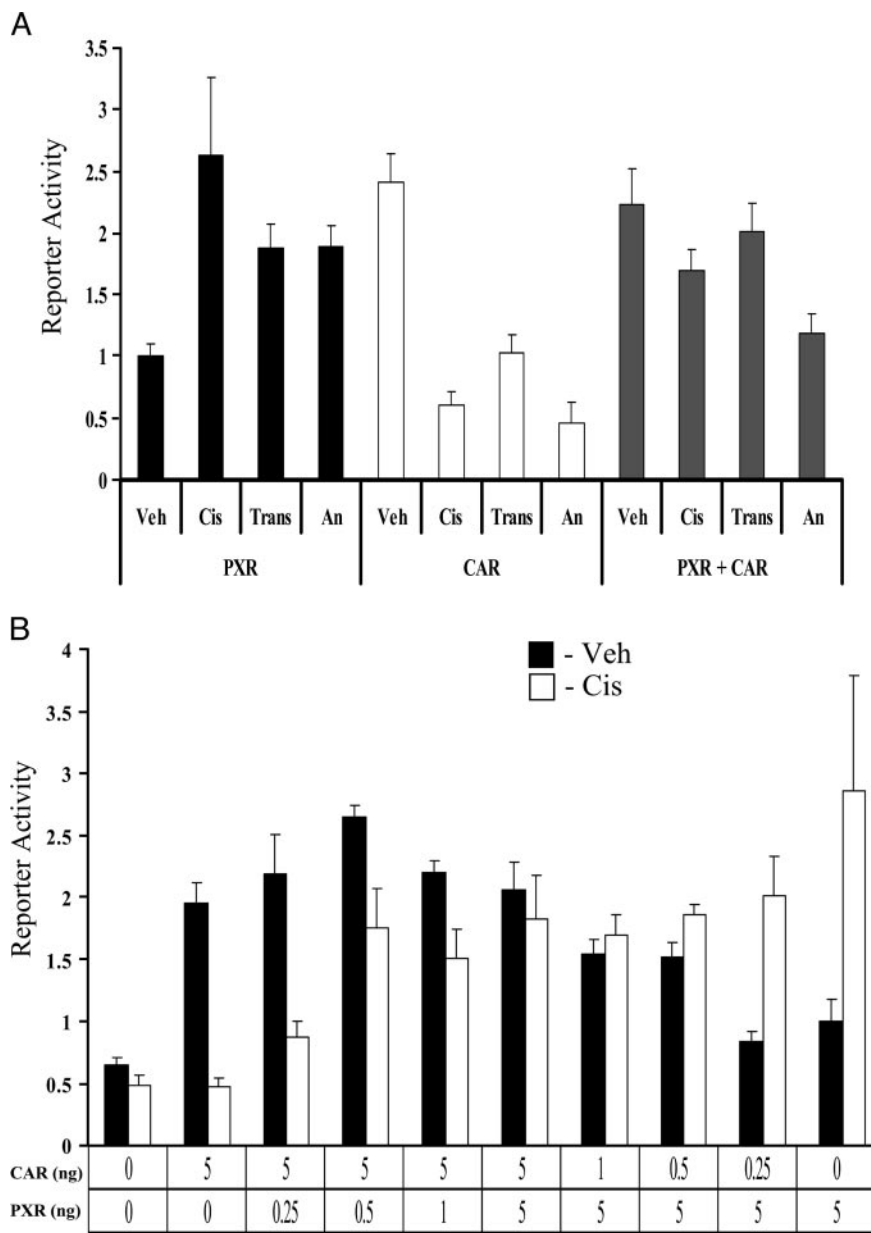 A
3.5
3
2.5
2
1.5
1
0.5
0
Reporter Activity
Veh Cis Trans An Veh Cis Trans An Veh Cis Trans An
PXR CAR PXR + CAR
B
4
3.5
3
2.5
2
1.5
1
0.5
0
Reporter Activity
- Veh
- Cis
CAR (ng) 0 5 5 5 5 5 1 0.5 0.25 0
PXR (ng) 0 0 0.25 0.5 1 5 5 5 5 5